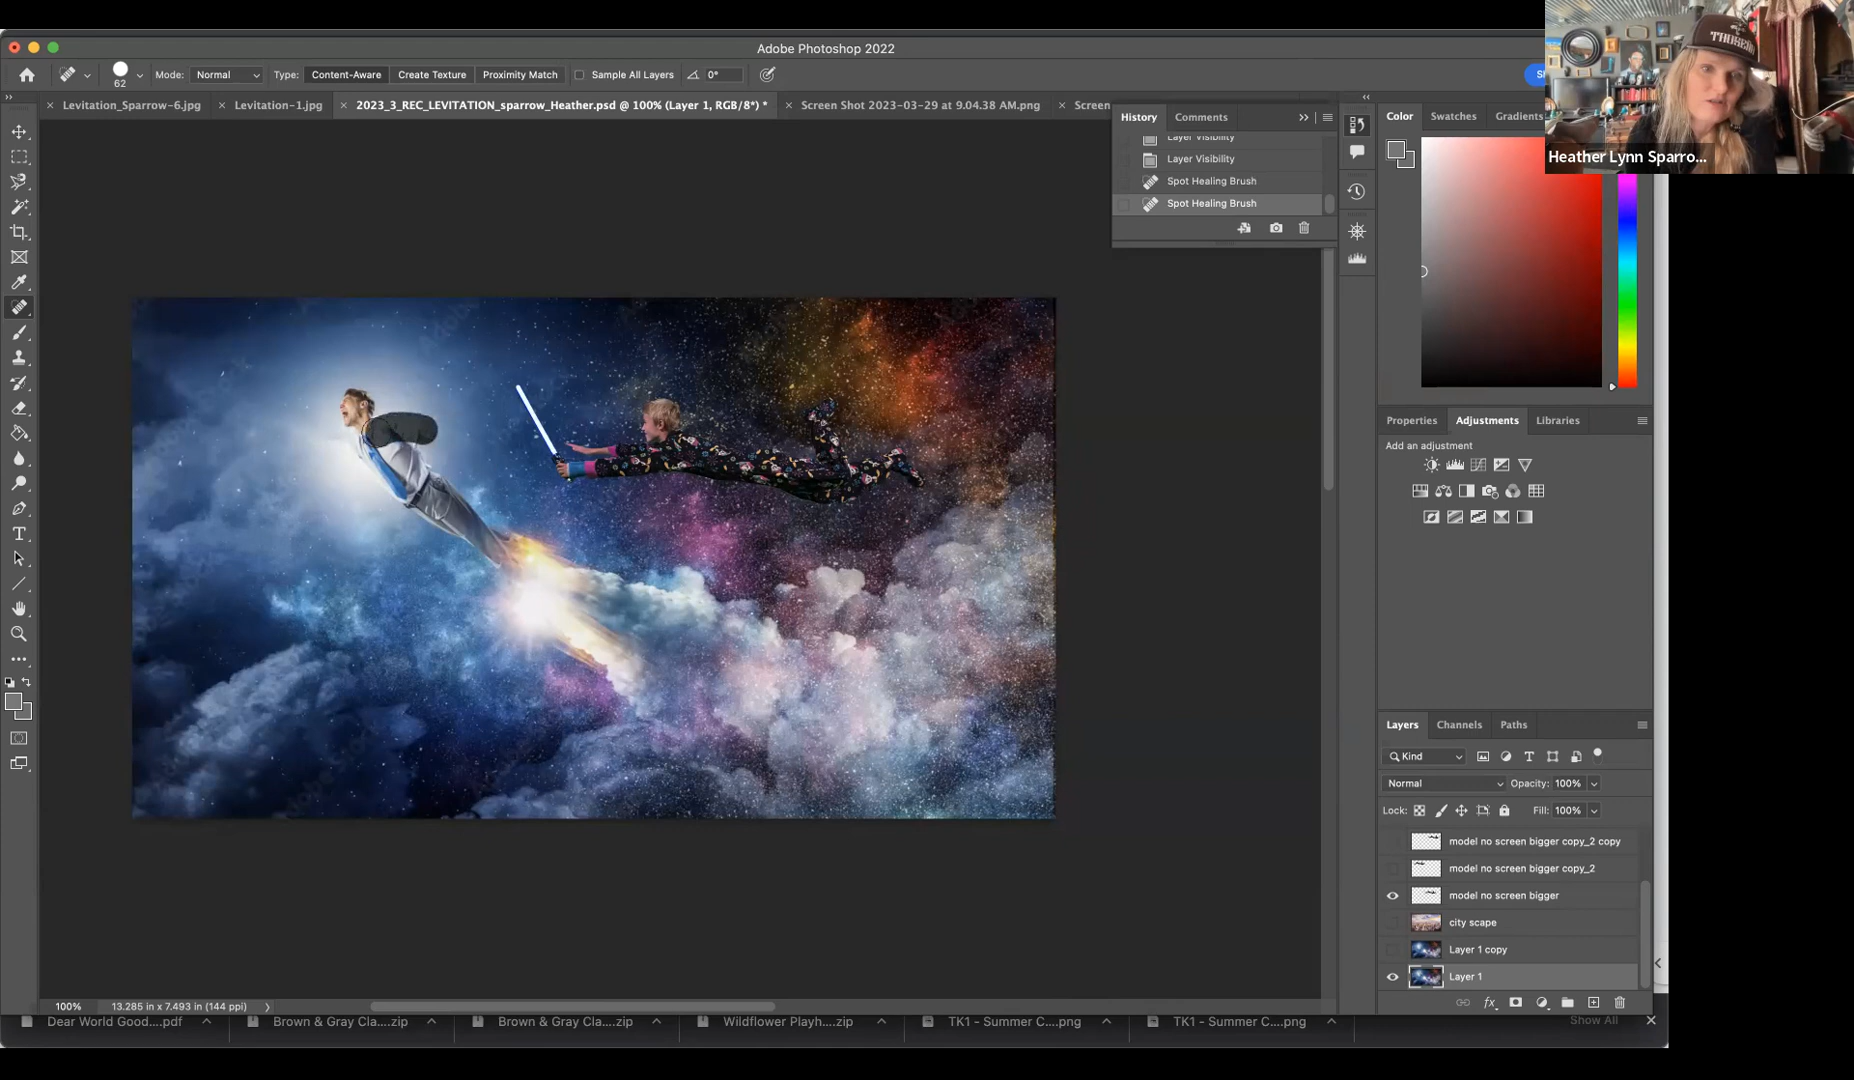 Adobe Photoshop 2022
62
Mode: Normal
Type: Content-Aware Create Texture Proximity Match
Sample All Layers
0°
Levitation_Sparrow-6.jpg
Levitation-1.jpg
2023_3_REC_LEVITATION_sparrow_Heather.psd @ 100% (Layer 1, RGB/8*) *
Screen Shot 2023-03-29 at 9.04.38 AM.png
Screen
History Comments
Layer Visibility
Layer Visibility
Spot Healing Brush
Spot Healing Brush
Color Swatches Gradients
Heather Lynn Sparro...
Properties Adjustments Libraries
Add an adjustment
Layers Channels Paths
Kind
Normal Opacity: 100%
Lock: Fill: 100%
model no screen bigger copy_2 copy
model no screen bigger copy_2
model no screen bigger
city scape
Layer 1 copy
Layer 1
fx
100% 13.285 in x 7.493 in (144 ppi)
Dear World Good....pdf
Brown & Gray Cla....zip
Brown & Gray Cla....zip
Wildflower Playh....zip
TK1 - Summer C....png
TK1 - Summer C....png
Show All